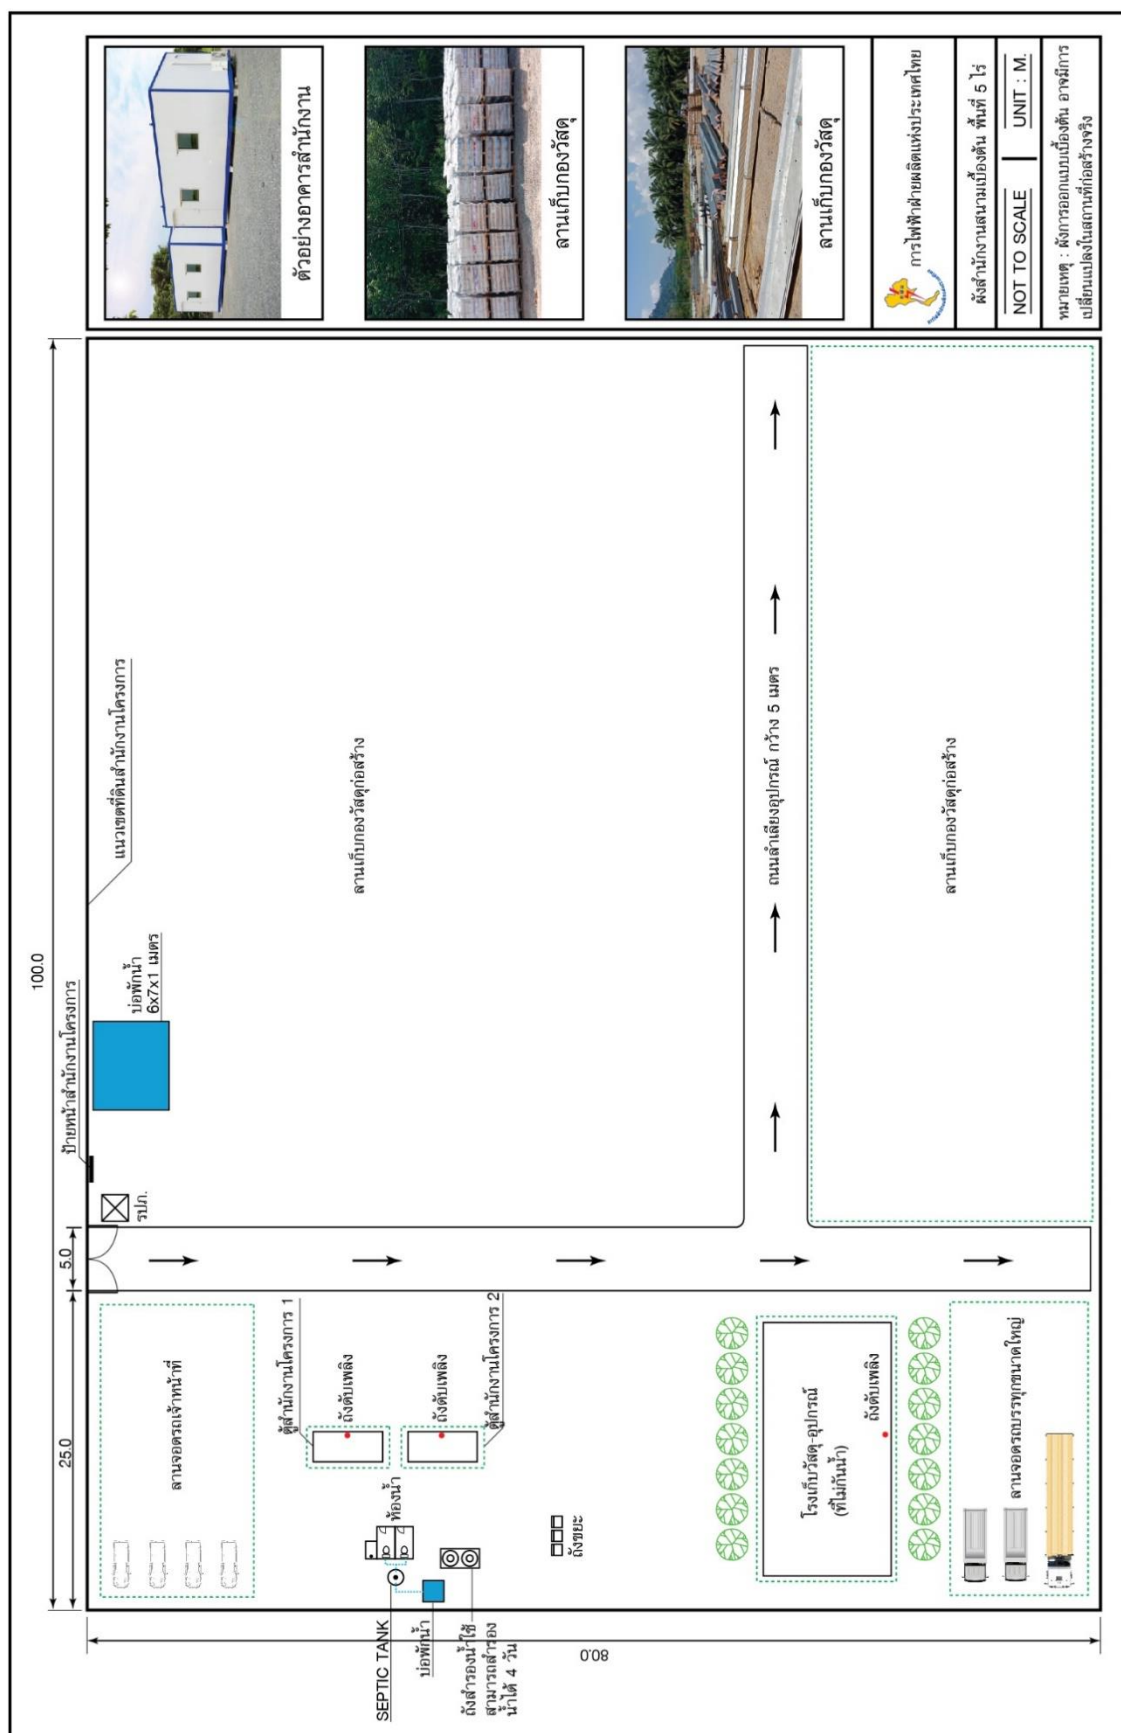 100.0
25.0
5.0
80.0
ป้ายหน้าสำนักงานโครงการ
รปภ.
บ่อพักน้ำ
6x7x1 เมตร
แนวเขตที่ดินสำนักงานโครงการ
ลานจอดรถเจ้าหน้าที่
ตู้สำนักงานโครงการ 1
ถังดับเพลิง
ถังดับเพลิง
ตู้สำนักงานโครงการ 2
ห้องน้ำ
SEPTIC TANK
บ่อพักน้ำ
ถังสำรองน้ำใช้
สามารถสำรอง
น้ำได้ 4 วัน
ถังขยะ
ลานเก็บกองวัสดุก่อสร้าง
ถนนลำเลียงอุปกรณ์ กว้าง 5 เมตร
โรงเก็บวัสดุ-อุปกรณ์
(ที่ไม่กันน้ำ)
ถังดับเพลิง
ลานจอดรถบรรทุกขนาดใหญ่
ลานเก็บกองวัสดุก่อสร้าง
ตัวอย่างอาคารสำนักงาน
ลานเก็บกองวัสดุ
ลานเก็บกองวัสดุ
การไฟฟ้าฝ่ายผลิตแห่งประเทศไทย
ผังสำนักงานสนามเบื้องต้น พื้นที่ 5 ไร่
NOT TO SCALE
UNIT : M.
หมายเหตุ : ผังการออกแบบเบื้องต้น อาจมีการ
เปลี่ยนแปลงในสถานที่ก่อสร้างจริง